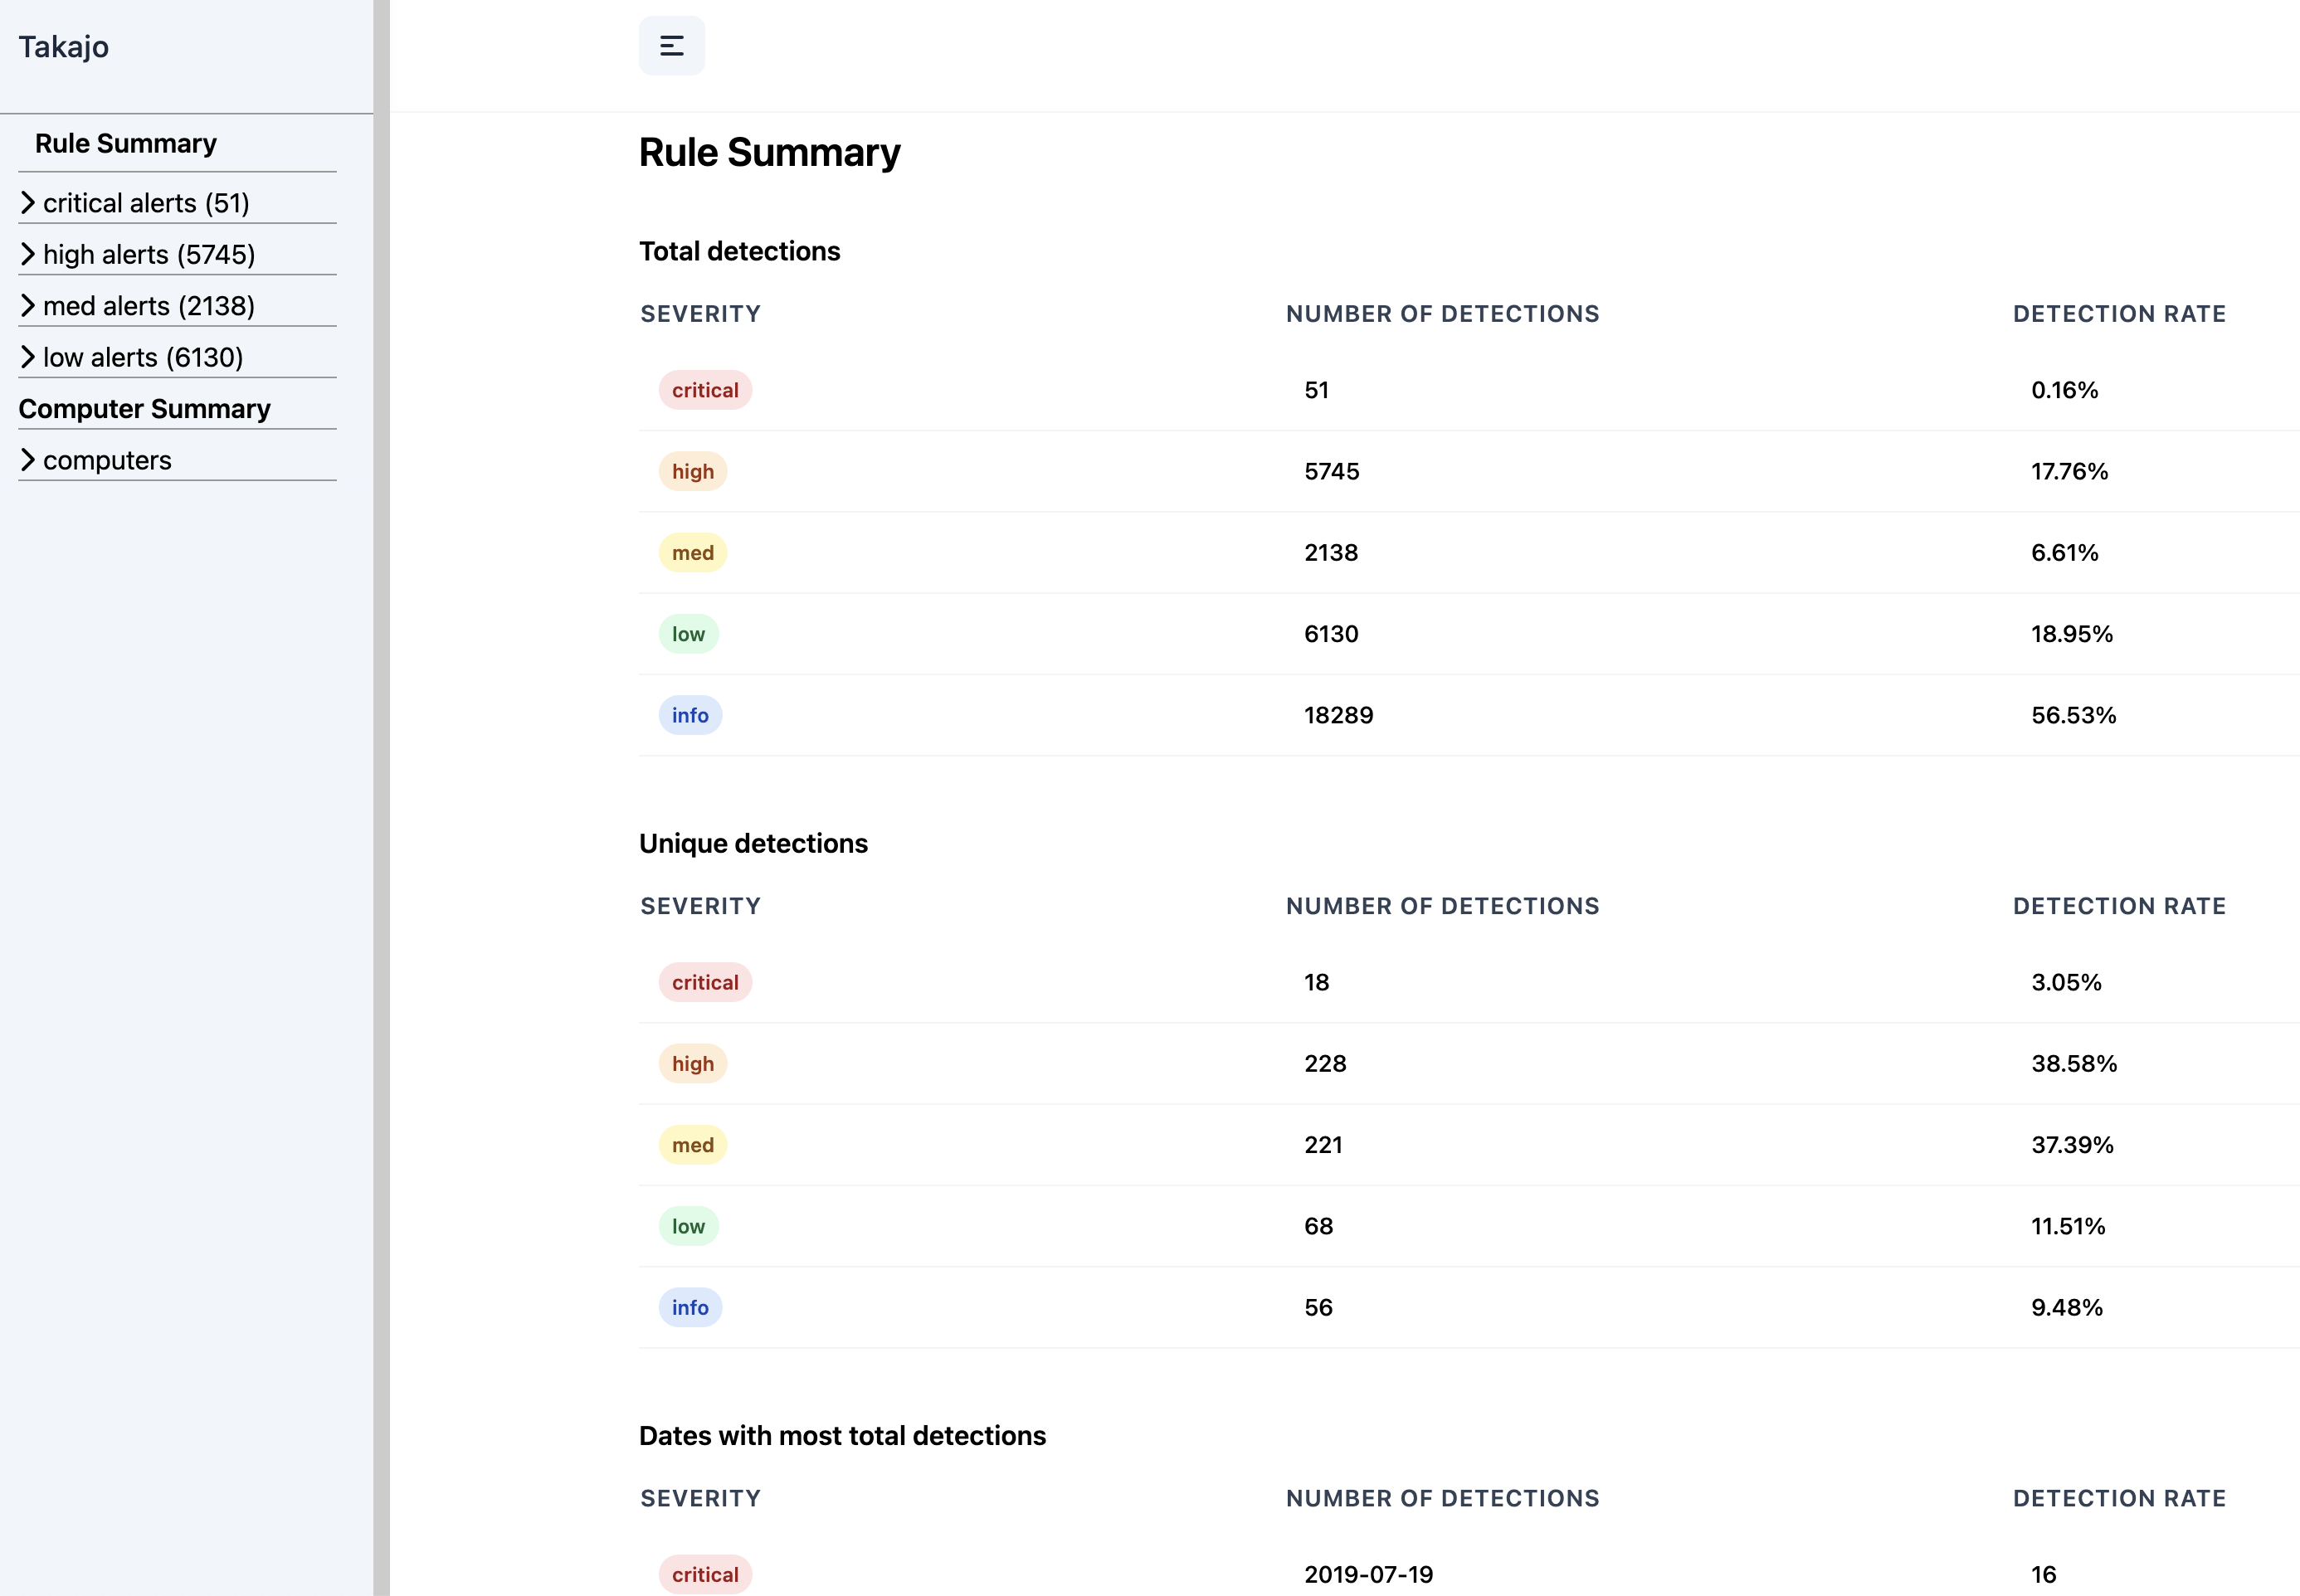 Takajo
Rule Summary
critical alerts (51)
high alerts (5745)
med alerts (2138)
low alerts (6130)
Computer Summary
computers
Rule Summary
Total detections
SEVERITY NUMBER OF DETECTIONS DETECTION RATE
critical 51 0.16%
high 5745 17.76%
med 2138 6.61%
low 6130 18.95%
info 18289 56.53%
Unique detections
SEVERITY NUMBER OF DETECTIONS DETECTION RATE
critical 18 3.05%
high 228 38.58%
med 221 37.39%
low 68 11.51%
info 56 9.48%
Dates with most total detections
SEVERITY NUMBER OF DETECTIONS DETECTION RATE
critical 2019-07-19 16